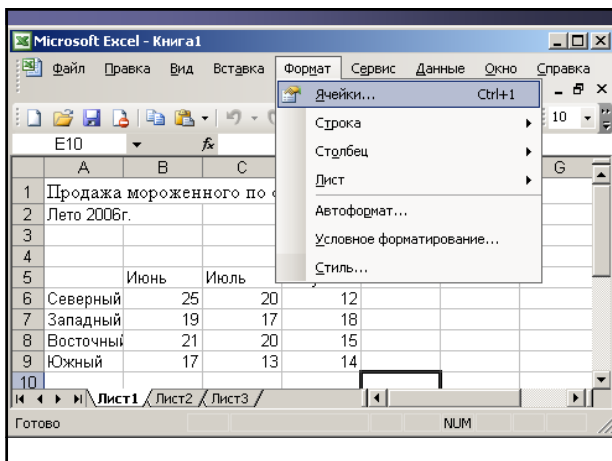 Microsoft Excel - Книга1
Файл Правка Вид Вставка Формат Сервис Данные Окно Справка
Ячейки... Ctrl+1
Строка
Столбец
Лист
Автоформат...
Условное форматирование...
Стиль...
10
E10 fx
A B C G
1 Продажа мороженного по
2 Лето 2006г.
3
4
5 Июнь Июль
6 Северный 25 20 12
7 Западный 19 17 18
8 Восточный 21 20 15
9 Южный 17 13 14
10
Лист1 Лист2 Лист3
Готово NUM